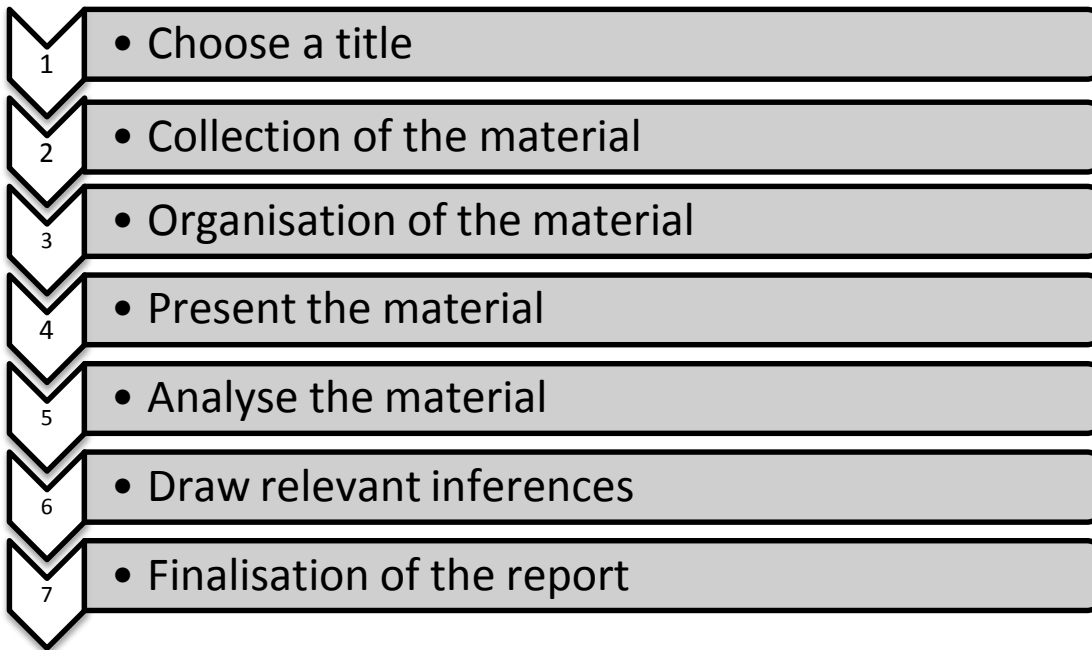 1 • Choose a title
2 • Collection of the material
3 • Organisation of the material
4 • Present the material
5 • Analyse the material
6 • Draw relevant inferences
7 • Finalisation of the report